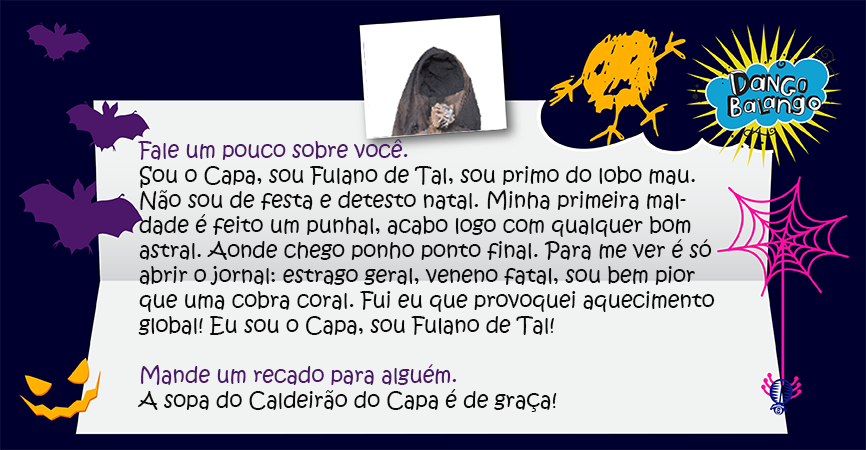 DANGO
BALANGO
Fale um pouco sobre você.
Sou o Capa, sou Fulano de Tal, sou primo do lobo mau.
Não sou de festa e detesto natal. Minha primeira mal-
dade é feito um punhal, acabo logo com qualquer bom
astral. Aonde chego ponho ponto final. Para me ver é só
abrir o jornal: estrago geral, veneno fatal, sou bem pior
que uma cobra coral. Fui eu que provoquei aquecimento
global! Eu sou o Capa, sou Fulano de Tal!
Mande um recado para alguém.
A sopa do Caldeirão do Capa é de graça!